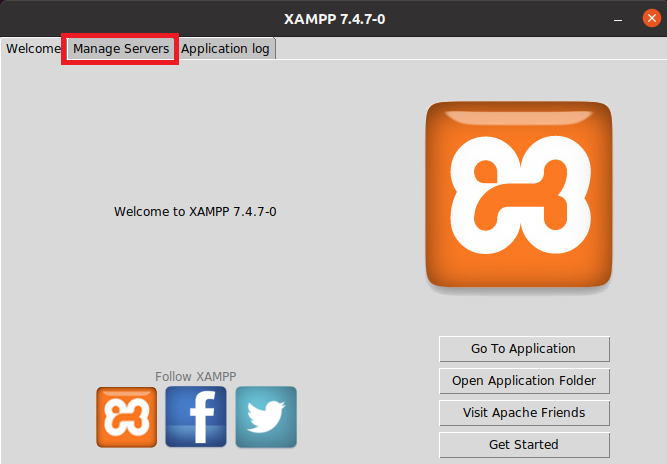 XAMPP 7.4.7-0
Welcome Manage Servers Application log
Welcome to XAMPP 7.4.7-0
Go To Application
Open Application Folder
Visit Apache Friends
Get Started
Follow XAMPP
f